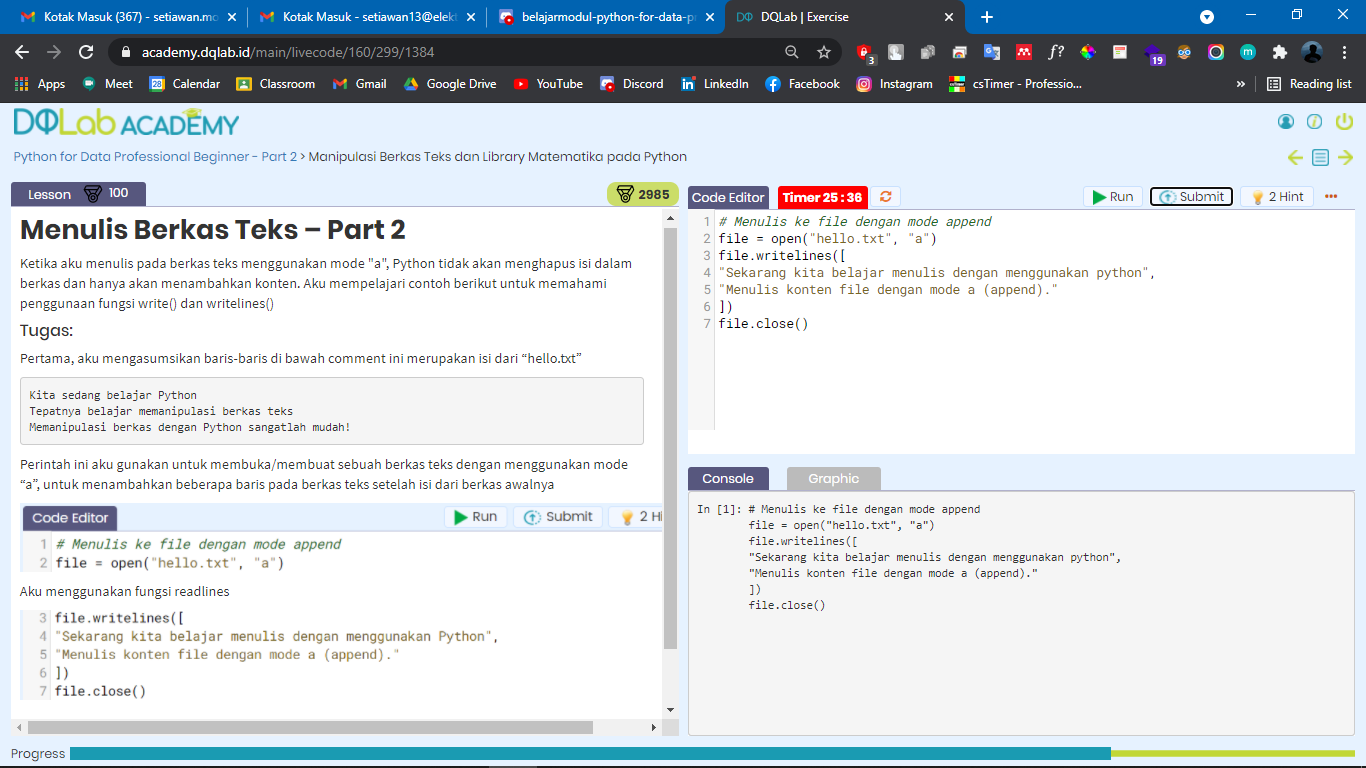 Kotak Masuk (367) - setiawan.mo
Kotak Masuk - setiawan13@elekt
belajarmodul-python-for-data-pr
DQLab | Exercise
academy.dqlab.id/main/livecode/160/299/1384
3
f?
19
Apps
Meet
28
Calendar
Classroom
Gmail
Google Drive
YouTube
Discord
LinkedIn
Facebook
Instagram
csTimer - Professio...
»
Reading list
DQLab ACADEMY
Python for Data Professional Beginner - Part 2 > Manipulasi Berkas Teks dan Library Matematika pada Python
Lesson 100
2985
Menulis Berkas Teks – Part 2
Ketika aku menulis pada berkas teks menggunakan mode "a", Python tidak akan menghapus isi dalam
berkas dan hanya akan menambahkan konten. Aku mempelajari contoh berikut untuk memahami
penggunaan fungsi write() dan writelines()
Tugas:
Pertama, aku mengasumsikan baris-baris di bawah comment ini merupakan isi dari “hello.txt”
Kita sedang belajar Python
Tepatnya belajar memanipulasi berkas teks
Memanipulasi berkas dengan Python sangatlah mudah!
Perintah ini aku gunakan untuk membuka/membuat sebuah berkas teks dengan menggunakan mode
“a”, untuk menambahkan beberapa baris pada berkas teks setelah isi dari berkas awalnya
Code Editor Run Submit 2 Hi
1 # Menulis ke file dengan mode append
2 file = open("hello.txt", "a")
Aku menggunakan fungsi readlines
3 file.writelines([
4 "Sekarang kita belajar menulis dengan menggunakan Python",
5 "Menulis konten file dengan mode a (append)."
6 ])
7 file.close()
Code Editor Timer 25 : 36 Run Submit 2 Hint
1 # Menulis ke file dengan mode append
2 file = open("hello.txt", "a")
3 file.writelines([
4 "Sekarang kita belajar menulis dengan menggunakan python",
5 "Menulis konten file dengan mode a (append)."
6 ])
7 file.close()
Console
Graphic
In [1]: # Menulis ke file dengan mode append
file = open("hello.txt", "a")
file.writelines([
"Sekarang kita belajar menulis dengan menggunakan python",
"Menulis konten file dengan mode a (append)."
])
file.close()
Progress